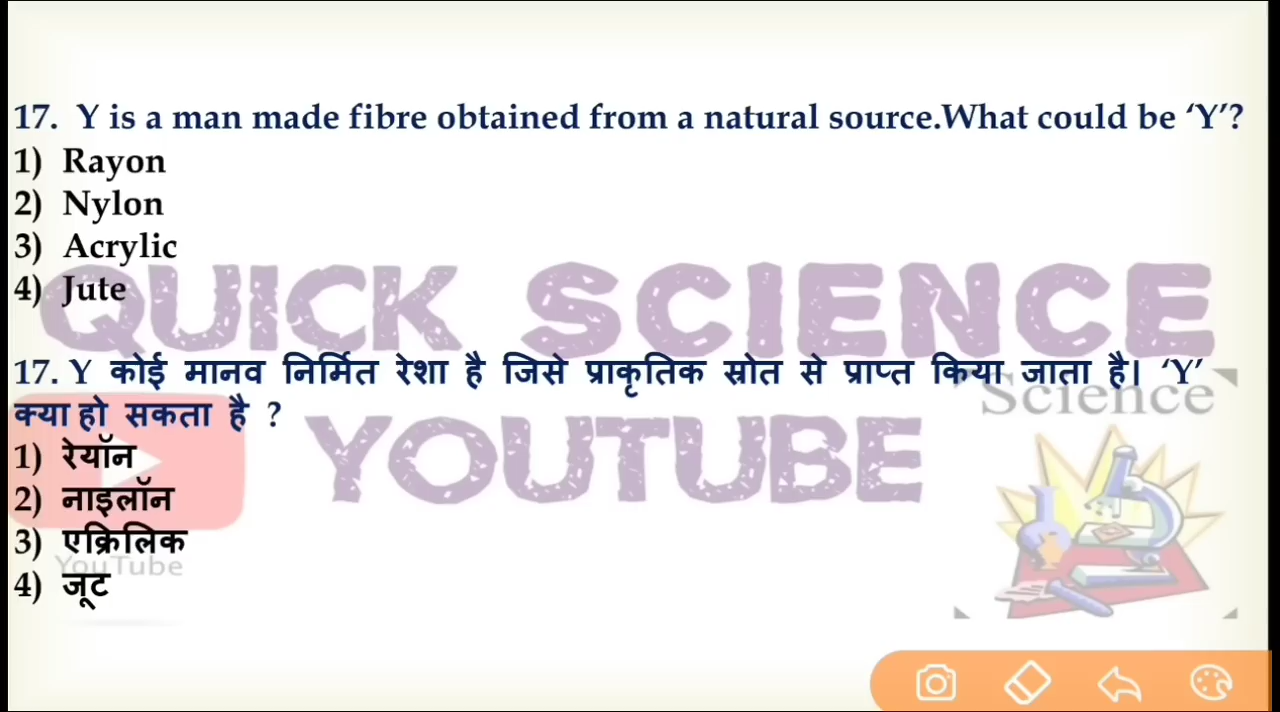 17. Y is a man made fibre obtained from a natural source.What could be ‘Y’?
1) Rayon
2) Nylon
3) Acrylic
4) Jute
QUICK SCIENCE
17. Y कोई मानव निर्मित रेशा है जिसे प्राकृतिक स्रोत से प्राप्त किया जाता है। ‘Y’
क्या हो सकता है ?
Science
YOUTUBE
1) रेयॉन
2) नाइलॉन
3) एक्रिलिक
YouTube
4) जूट